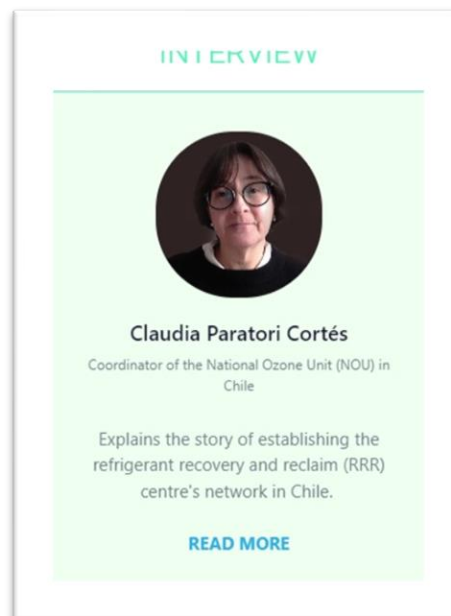 INTERVIEW
Claudia Paratori Cortés
Coordinator of the National Ozone Unit (NOU) in
Chile
Explains the story of establishing the
refrigerant recovery and reclaim (RRR)
centre's network in Chile.
READ MORE